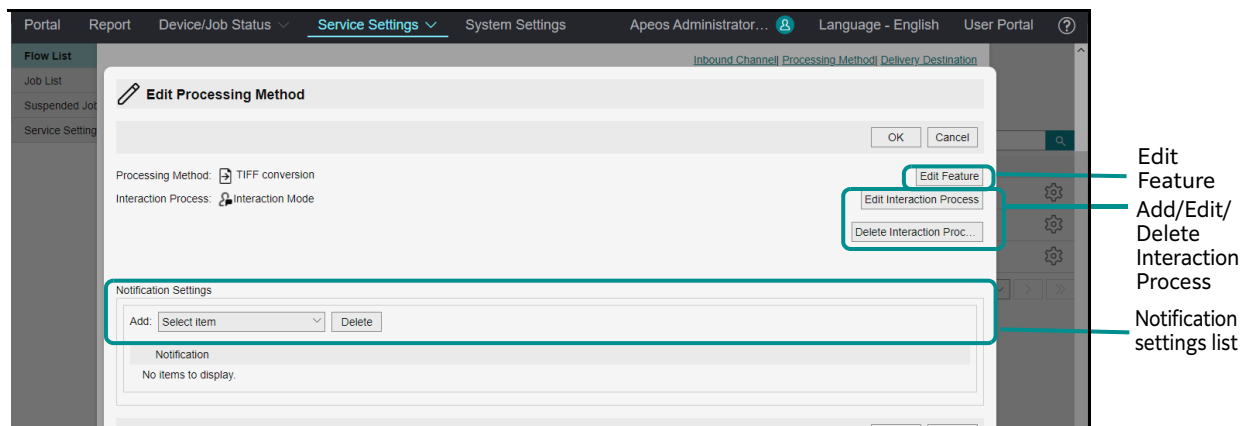 Portal Report Device/Job Status Service Settings System Settings Apeos Administrator... Language - English User Portal ?
Flow List
Inbound Channel| Processing Method| Delivery Destination
Job List
Edit Processing Method
Suspended Job
Service Setting
OK Cancel
Processing Method: TIFF conversion
Edit Feature
Interaction Process: Interaction Mode
Edit Interaction Process
Delete Interaction Proc...
Notification Settings
Add: Select item Delete
Notification
No items to display.
Edit
Feature
Add/Edit/
Delete
Interaction
Process
Notification
settings list